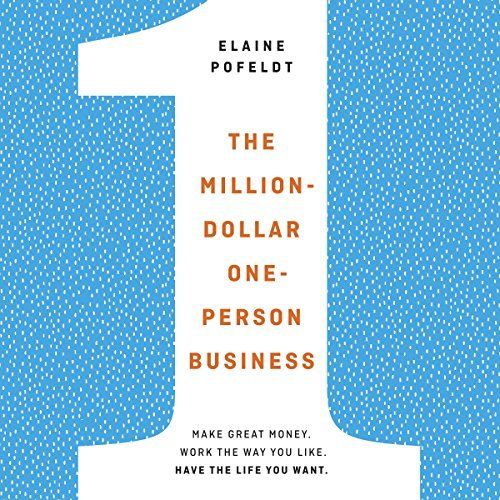 ELAINE
POFELDT
THE
MILLION-
DOLLAR
ONE-
PERSON
BUSINESS
MAKE GREAT MONEY.
WORK THE WAY YOU LIKE.
HAVE THE LIFE YOU WANT.